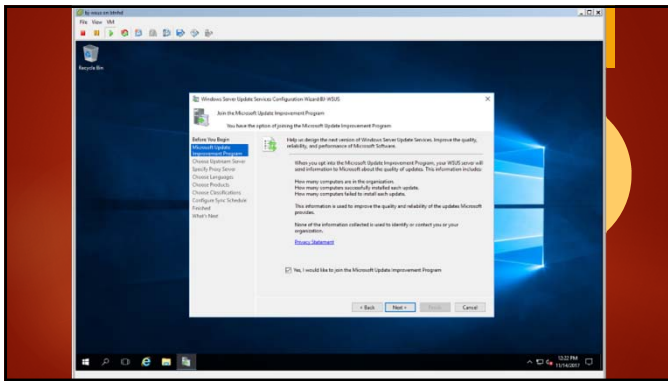 File View VM
Recycle Bin
Windows Server Update Services Configuration Wizard:BJ-WSUS
Join the Microsoft Update Improvement Program
You have the option of joining the Microsoft Update Improvement Program
Before You Begin
Microsoft Update
Improvement Program
Choose Upstream Server
Specify Proxy Server
Choose Languages
Choose Products
Choose Classifications
Configure Sync Schedule
Finished
What's Next
Help us design the next version of Windows Server Update Services. Improve the quality,
reliability, and performance of Microsoft Software.
When you opt into the Microsoft Update Improvement Program, your WSUS server will
send information to Microsoft about the quality of updates. This information includes:
How many computers are in the organization.
How many computers successfully installed each update.
How many computers failed to install each update.
This information is used to improve the quality and reliability of the updates Microsoft
provides.
None of the information collected is used to identify or contact you or your
organization.
Privacy Statement
Yes, I would like to join the Microsoft Update Improvement Program
< Back Next > Cancel
12:22 PM
11/14/2017